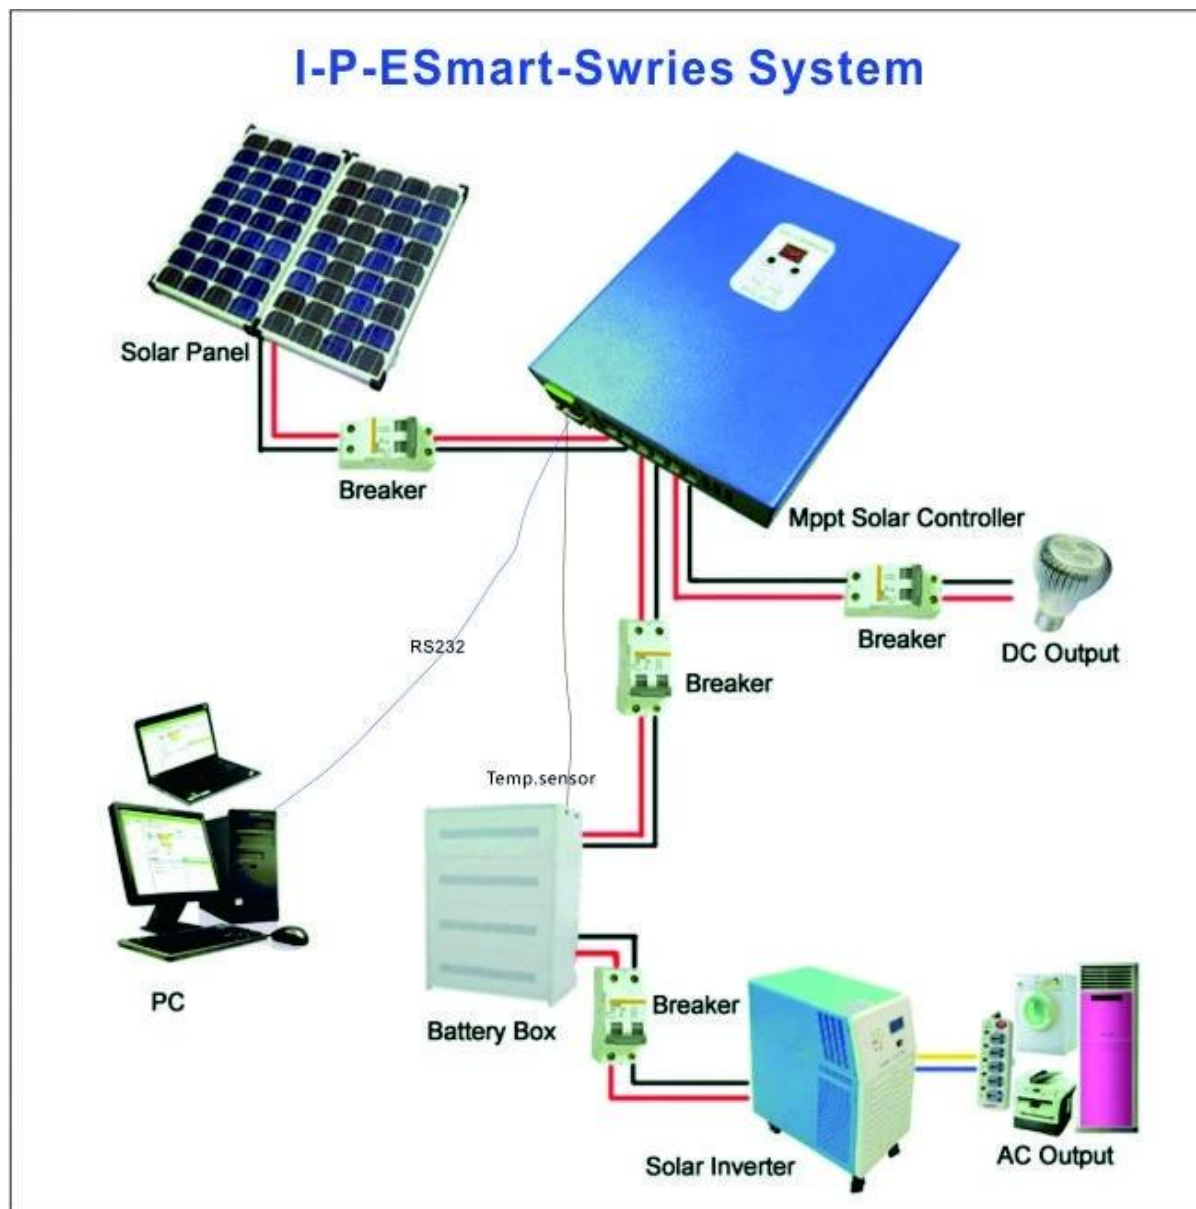 I-P-ESmart-Swries System
Solar Panel
Breaker
Mppt Solar Controller
Breaker
DC Output
RS232
Breaker
Temp.sensor
PC
Battery Box
Breaker
Solar Inverter
AC Output